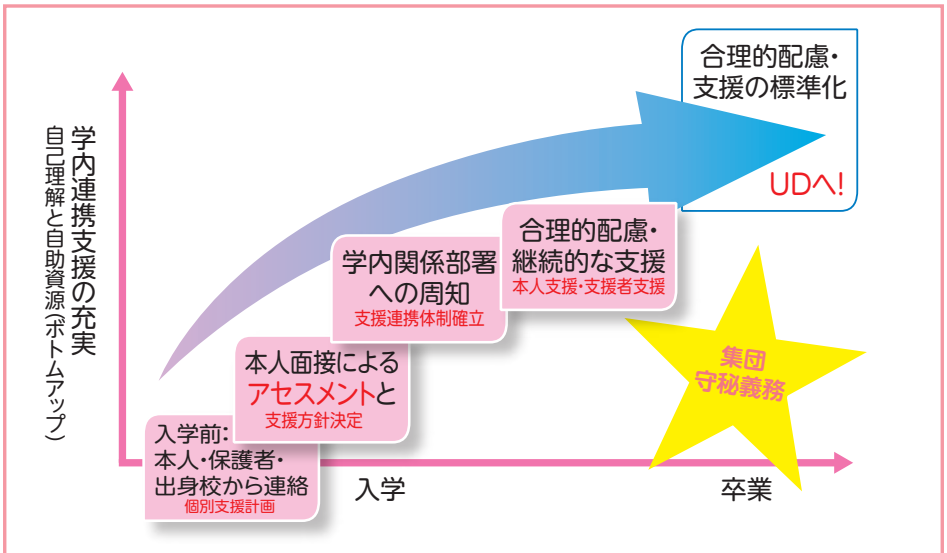 合理的配慮・
支援の標準化
UDへ!
学内連携支援の充実
自己理解と自助資源(ボトムアップ)
合理的配慮・
継続的な支援
本人支援・支援者支援
学内関係部署
への周知
支援連携体制確立
本人面接による
アセスメントと
支援方針決定
入学前:
本人・保護者・
出身校から連絡
個別支援計画
集団
守秘義務
入学
卒業